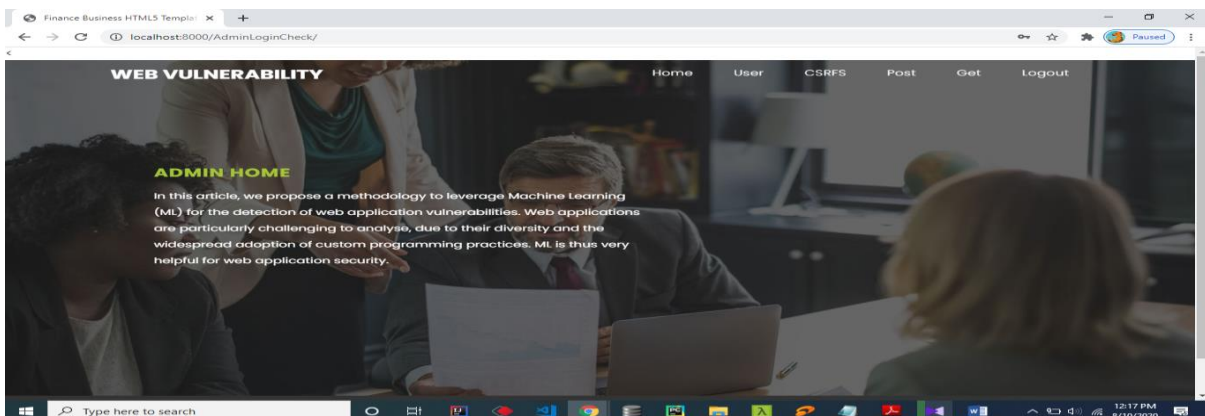 Finance Business HTML5 Templat
localhost:8000/AdminLoginCheck/
Paused
<
WEB VULNERABILITY
Home User CSRFS Post Get Logout
ADMIN HOME
In this article, we propose a methodology to leverage Machine Learning
(ML) for the detection of web application vulnerabilities. Web applications
are particularly challenging to analyse, due to their diversity and the
widespread adoption of custom programming practices. ML is thus very
helpful for web application security.
Type here to search
12:17 PM
8/10/2020